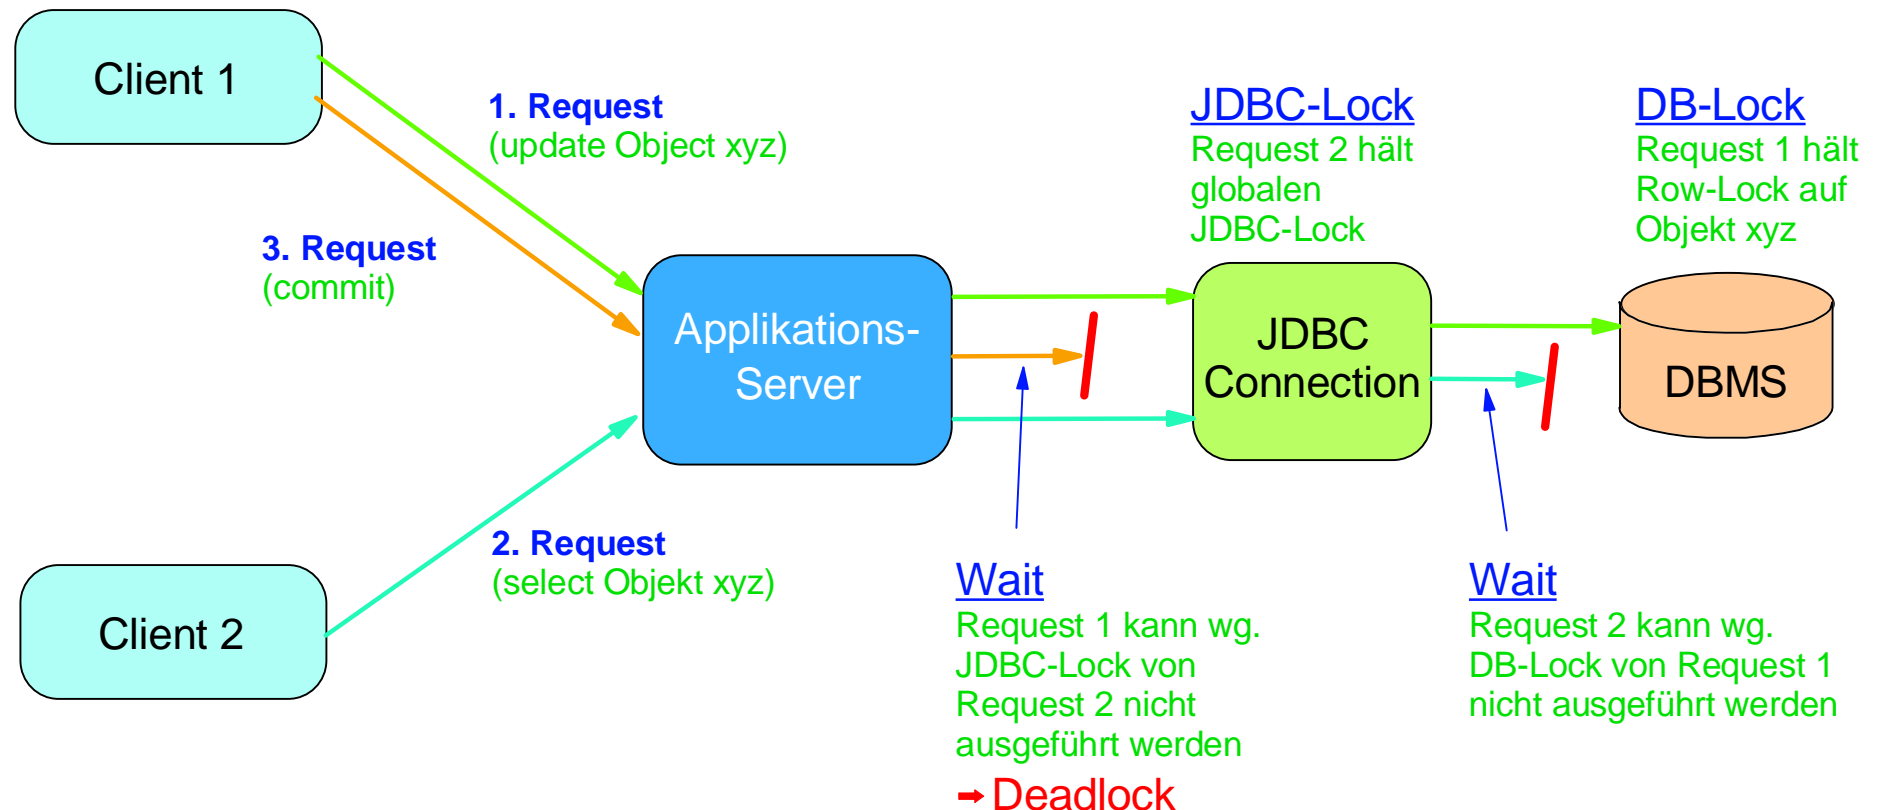 Client 1
1. Request
(update Object xyz)
3. Request
(commit)
JDBC-Lock
Request 2 hält
globalen
JDBC-Lock
DB-Lock
Request 1 hält
Row-Lock auf
Objekt xyz
Applikations-
Server
JDBC
Connection
DBMS
2. Request
(select Objekt xyz)
Client 2
Wait
Request 1 kann wg.
JDBC-Lock von
Request 2 nicht
ausgeführt werden
➞ Deadlock
Wait
Request 2 kann wg.
DB-Lock von Request 1
nicht ausgeführt werden